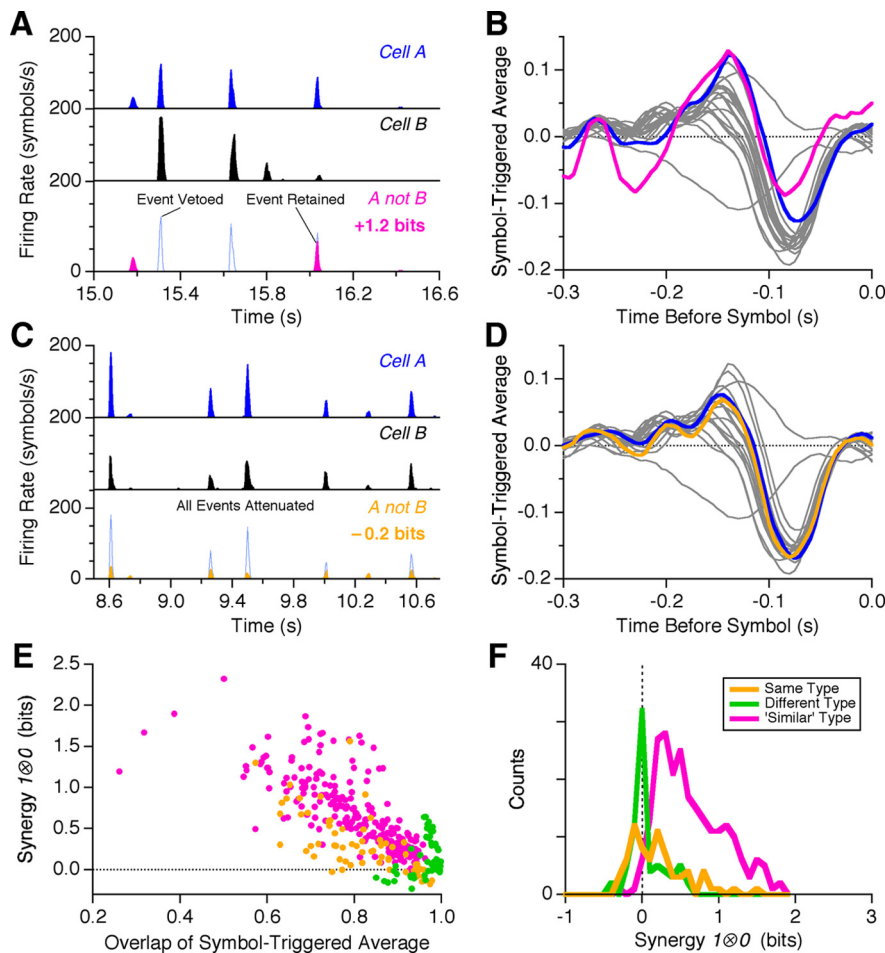 A
200
Cell A
200
Cell B
200
Event Vetoed
Event Retained
A not B
+1.2 bits
0
15.0
15.4
15.8
16.2
16.6
Time (s)
Firing Rate (symbols/s)
B
0.1
0.0
-0.1
-0.2
-0.3
-0.2
-0.1
0.0
Time Before Symbol (s)
Symbol-Triggered Average
C
200
Cell A
200
Cell B
200
All Events Attenuated
A not B
−0.2 bits
0
8.6
9.0
9.4
9.8
10.2
10.6
Time (s)
Firing Rate (symbols/s)
D
0.1
0.0
-0.1
-0.2
-0.3
-0.2
-0.1
0.0
Time Before Symbol (s)
Symbol-Triggered Average
E
2.5
2.0
1.5
1.0
0.5
0.0
0.2
0.4
0.6
0.8
1.0
Overlap of Symbol-Triggered Average
Synergy 1⊗0 (bits)
F
40
0
Same Type
Different Type
'Similar' Type
Counts
-1
0
1
2
3
Synergy 1⊗0 (bits)